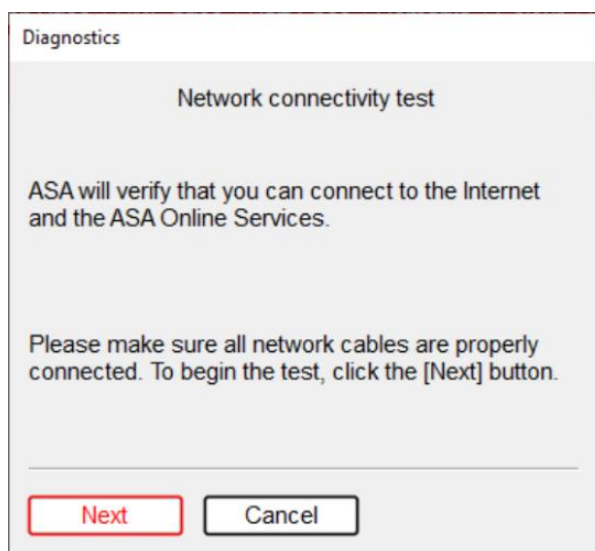 Diagnostics
Network connectivity test
ASA will verify that you can connect to the Internet
and the ASA Online Services.
Please make sure all network cables are properly
connected. To begin the test, click the [Next] button.
Next Cancel